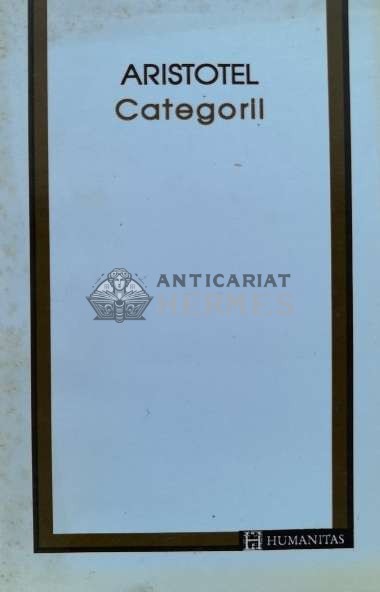 ARISTOTEL
Categorii
ANTICARIAT
HERMES
HUMANITAS